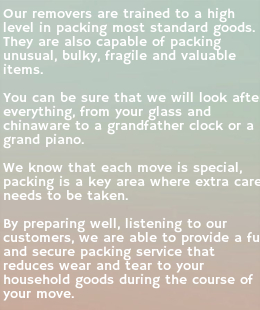 Our removers are trained to a high
level in packing most standard goods.
They are also capable of packing
unusual, bulky, fragile and valuable
items.
You can be sure that we will look afte
everything, from your glass and
chinaware to a grandfather clock or a
grand piano.
We know that each move is special,
packing is a key area where extra care
needs to be taken.
By preparing well, listening to our
customers, we are able to provide a fu
and secure packing service that
reduces wear and tear to your
household goods during the course of
your move.